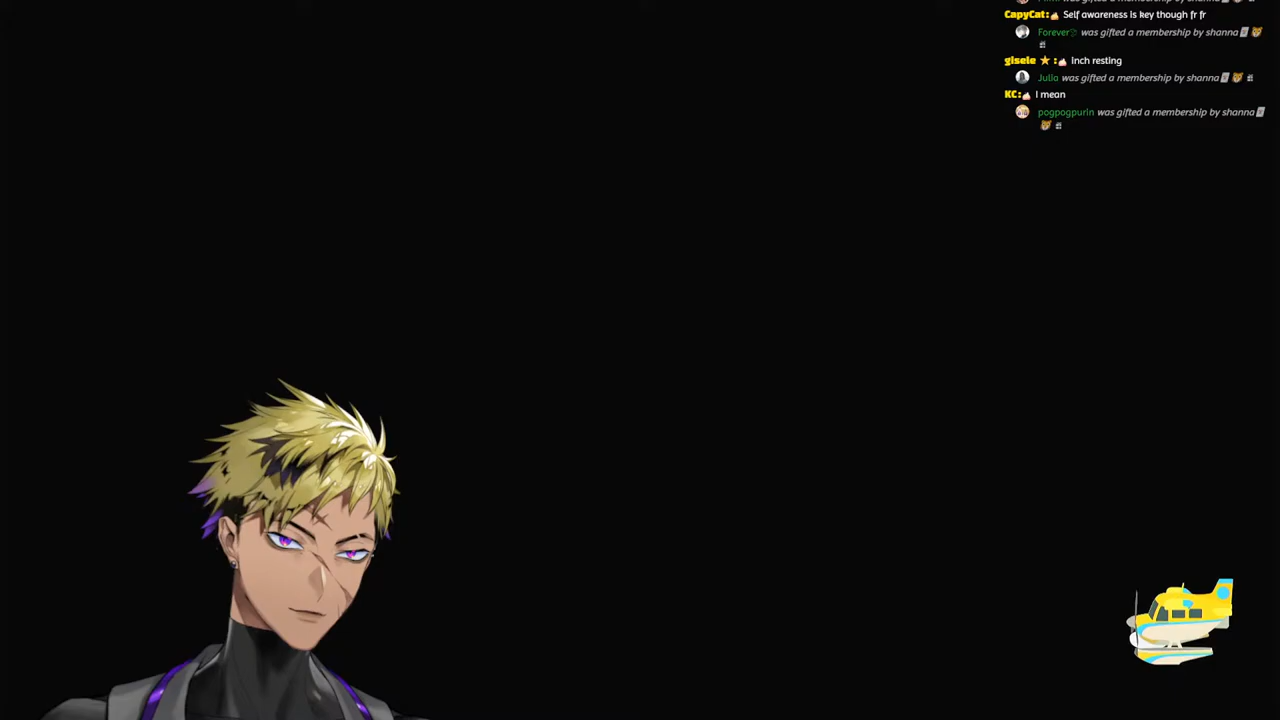 CapyCat: Self awareness is key though fr fr
Forever was gifted a membership by shanna
gisele ⭐ : inch resting
Julia was gifted a membership by shanna
KC: I mean
pogpogpurin was gifted a membership by shanna